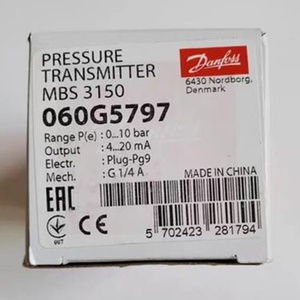 PRESSURE
TRANSMITTER
MBS 3150
060G5797
Danfoss
6430 Nordborg,
Denmark
Range P(e) : 0...10 bar
Output : 4...20 mA
Electr. : Plug-Pg9
Mech. : G 1/4 A
MADE IN CHINA
EAC
CE
5 702423 281794